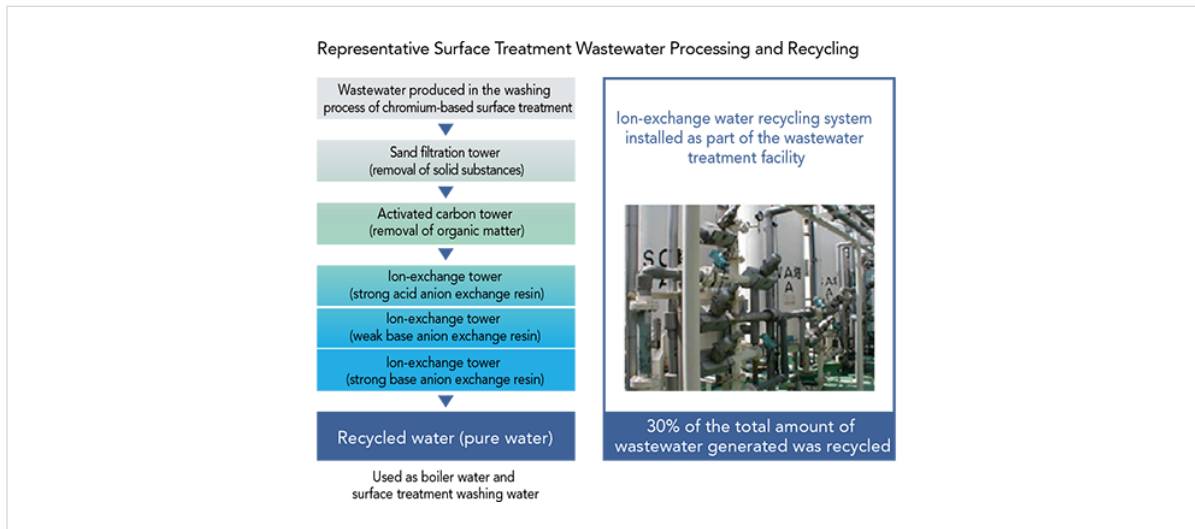 Representative Surface Treatment Wastewater Processing and Recycling
Wastewater produced in the washing
process of chromium-based surface treatment
Sand filtration tower
(removal of solid substances)
Activated carbon tower
(removal of organic matter)
Ion-exchange tower
(strong acid anion exchange resin)
Ion-exchange tower
(weak base anion exchange resin)
Ion-exchange tower
(strong base anion exchange resin)
Recycled water (pure water)
Used as boiler water and
surface treatment washing water
Ion-exchange water recycling system
installed as part of the wastewater
treatment facility
A
A
A
30% of the total amount of
wastewater generated was recycled